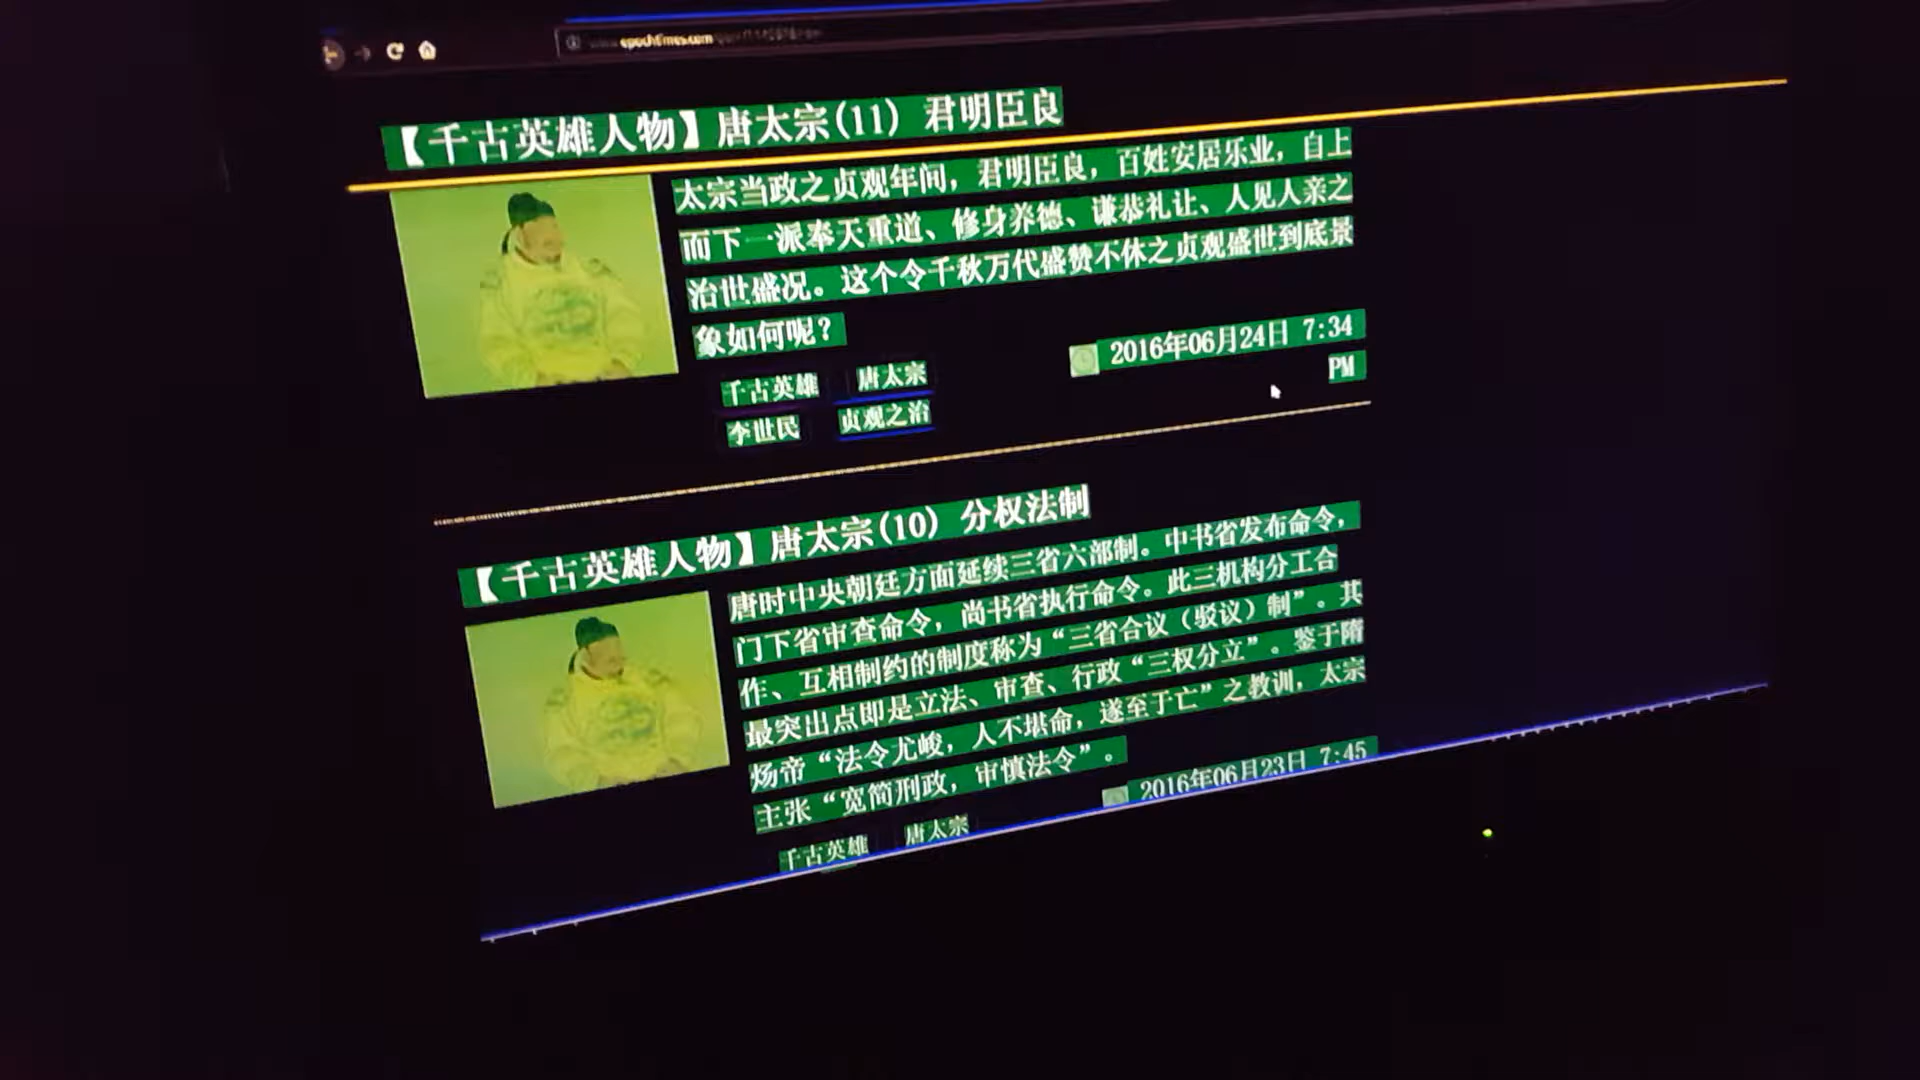 epochtimes.com
【千古英雄人物】唐太宗(11) 君明臣良
太宗当政之贞观年间，君明臣良，百姓安居乐业，自上
而下一派奉天重道、修身养德、谦恭礼让、人见人亲之
治世盛况。这个令千秋万代盛赞不休之贞观盛世到底景
象如何呢？
2016年06月24日 7:34
PM
千古英雄 唐太宗
李世民 贞观之治
【千古英雄人物】唐太宗(10) 分权法制
唐时中央朝廷方面延续三省六部制。中书省发布命令，
门下省审查命令，尚书省执行命令。此三机构分工合
作、互相制约的制度称为“三省合议（驳议）制”。其
最突出点即是立法、审查、行政“三权分立”。鉴于隋
炀帝“法令尤峻，人不堪命，遂至于亡”之教训，太宗
主张“宽简刑政，审慎法令”。
2016年06月23日 7:45
千古英雄 唐太宗